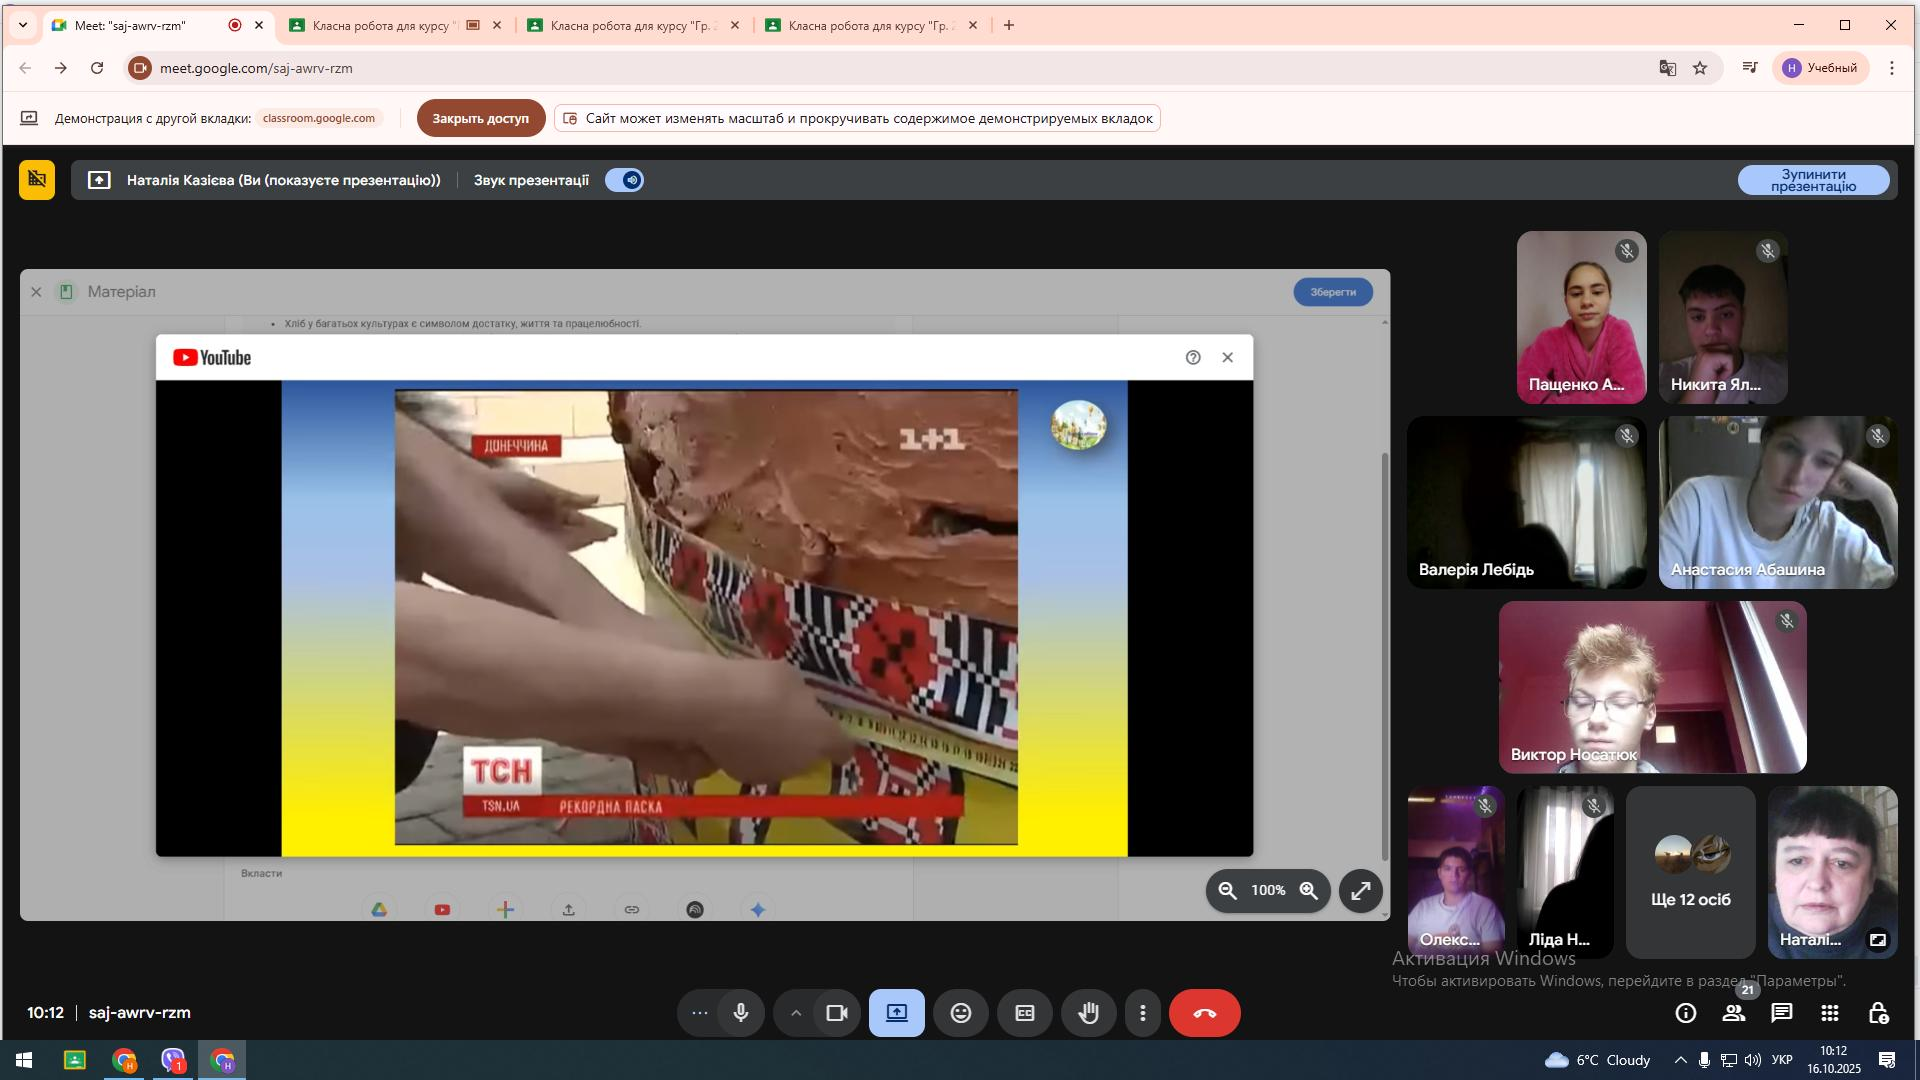 Meet: "saj-awrv-rzm"
Класна робота для курсу "
Класна робота для курсу "Гр. 2
Класна робота для курсу "Гр. 2
meet.google.com/saj-awrv-rzm
Н
Учебный
Демонстрация с другой вкладки:
classroom.google.com
Закрыть доступ
Сайт может изменять масштаб и прокручивать содержимое демонстрируемых вкладок
Наталія Казієва (Ви (показуєте презентацію))
Звук презентації
Зупинити
презентацію
Матеріал
Зберегти
Хліб у багатьох культурах є символом достатку, життя та працелюбності.
YouTube
ДОНЕЧЧИНА
1+1
ТСН
TSN.UA
РЕКОРДНА ПАСКА
Вкласти
100%
Пащенко А...
Никита Ял...
Валерія Лебідь
Анастасия Абашина
Виктор Носатюк
Олекс...
Ліда Н...
Ще 12 осіб
Наталі...
Активация Windows
Чтобы активировать Windows, перейдите в раздел "Параметры".
10:12
saj-awrv-rzm
CC
21
1
6°C Cloudy
УКР
10:12
16.10.2025